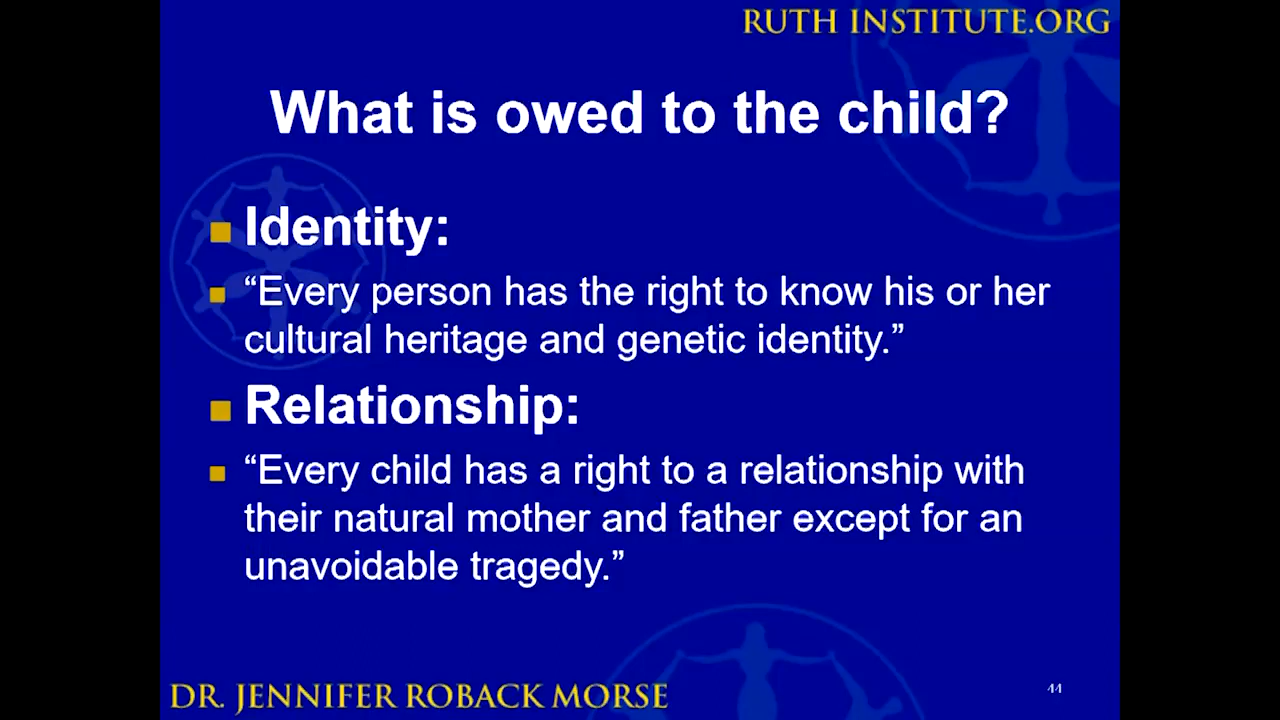 RUTH INSTITUTE.ORG
What is owed to the child?
Identity:
“Every person has the right to know his or her
cultural heritage and genetic identity.”
Relationship:
“Every child has a right to a relationship with
their natural mother and father except for an
unavoidable tragedy.”
DR. JENNIFER ROBACK MORSE
44